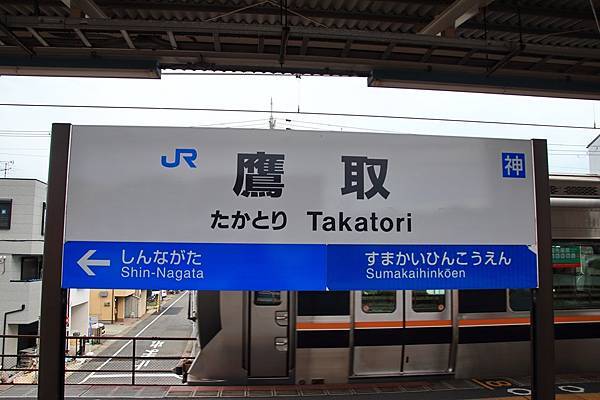 JR
鷹取
神
たかとり Takatori
← しんながた
Shin-Nagata
すまかいひんこうえん
Sumakaihinkōen